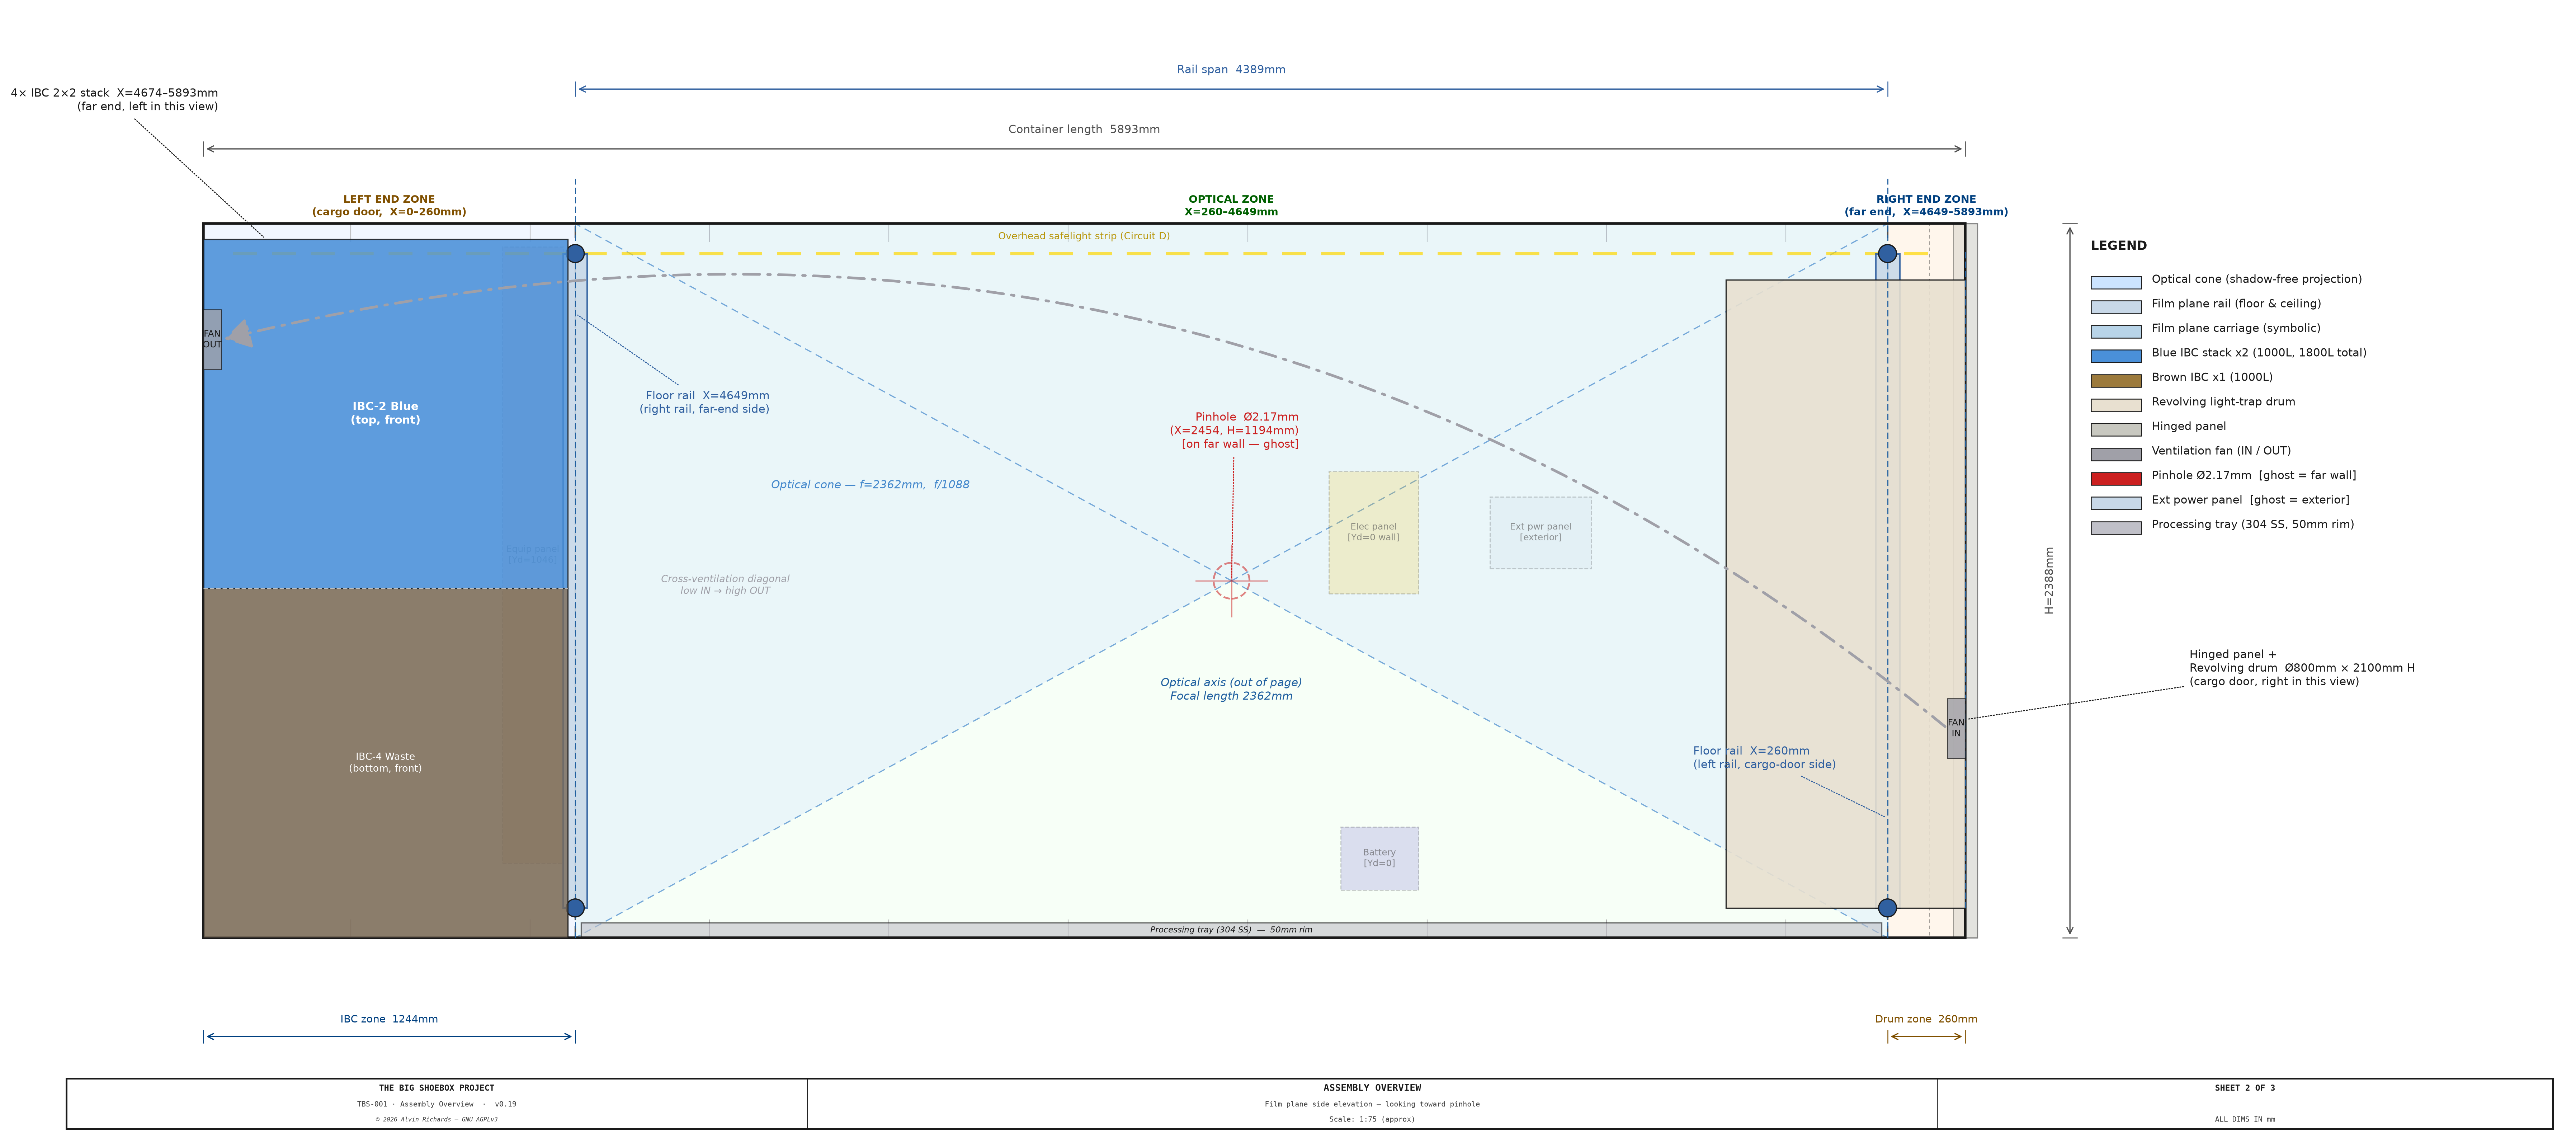 Rail span  4389mm
4× IBC 2×2 stack  X=4674–5893mm
(far end, left in this view)
Container length  5893mm
LEFT END ZONE
(cargo door,  X=0–260mm)
OPTICAL ZONE
X=260–4649mm
RIGHT END ZONE
(far end,  X=4649–5893mm)
Overhead safelight strip (Circuit D)
LEGEND
Optical cone (shadow-free projection)
Film plane rail (floor & ceiling)
Film plane carriage (symbolic)
Blue IBC stack x2 (1000L, 1800L total)
Brown IBC x1 (1000L)
Revolving light-trap drum
Hinged panel
Ventilation fan (IN / OUT)
Pinhole Ø2.17mm  [ghost = far wall]
Ext power panel  [ghost = exterior]
Processing tray (304 SS, 50mm rim)
FAN
OUT
IBC-2 Blue
(top, front)
Floor rail  X=4649mm
(right rail, far-end side)
Pinhole  Ø2.17mm
(X=2454, H=1194mm)
[on far wall — ghost]
Optical cone — f=2362mm,  f/1088
Elec panel
[Yd=0 wall]
Ext pwr panel
[exterior]
Equip panel
Cross-ventilation diagonal
low IN → high OUT
H=2388mm
Optical axis (out of page)
Focal length 2362mm
Hinged panel +
Revolving drum  Ø800mm × 2100mm H
(cargo door, right in this view)
FAN
IN
Floor rail  X=260mm
(left rail, cargo-door side)
IBC-4 Waste
(bottom, front)
Battery
[Yd=0]
Processing tray (304 SS)  —  50mm rim
IBC zone  1244mm
Drum zone  260mm
THE BIG SHOEBOX PROJECT
TBS-001 · Assembly Overview  ·  v0.19
© 2026 Alvin Richards — GNU AGPLv3
ASSEMBLY OVERVIEW
Film plane side elevation — looking toward pinhole
Scale: 1:75 (approx)
SHEET 2 OF 3
ALL DIMS IN mm